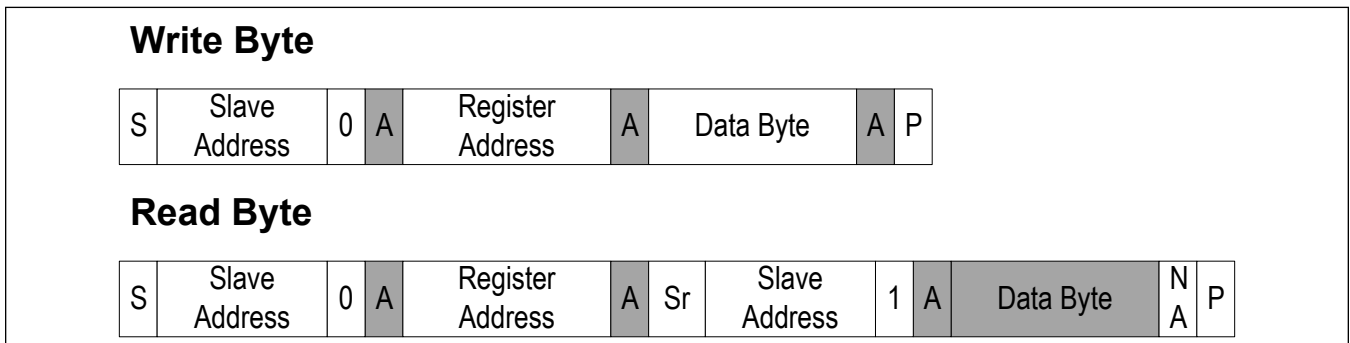 Write Byte
S Slave Address 0 A Register Address A Data Byte A P
Read Byte
S Slave Address 0 A Register Address A Sr Slave Address 1 A Data Byte NA P